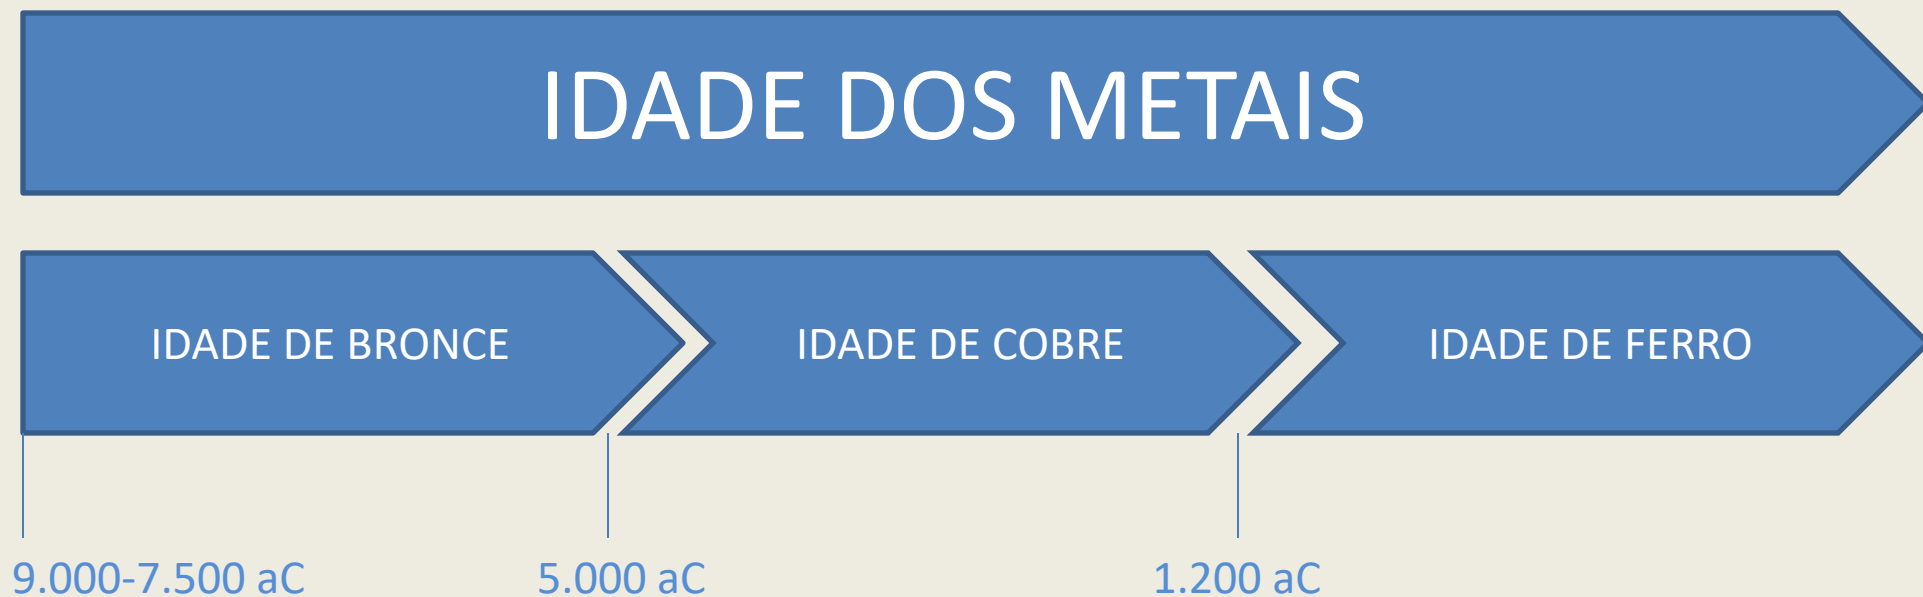 IDADE DOS METAIS
IDADE DE BRONCE
IDADE DE COBRE
IDADE DE FERRO
9.000-7.500 aC
5.000 aC
1.200 aC